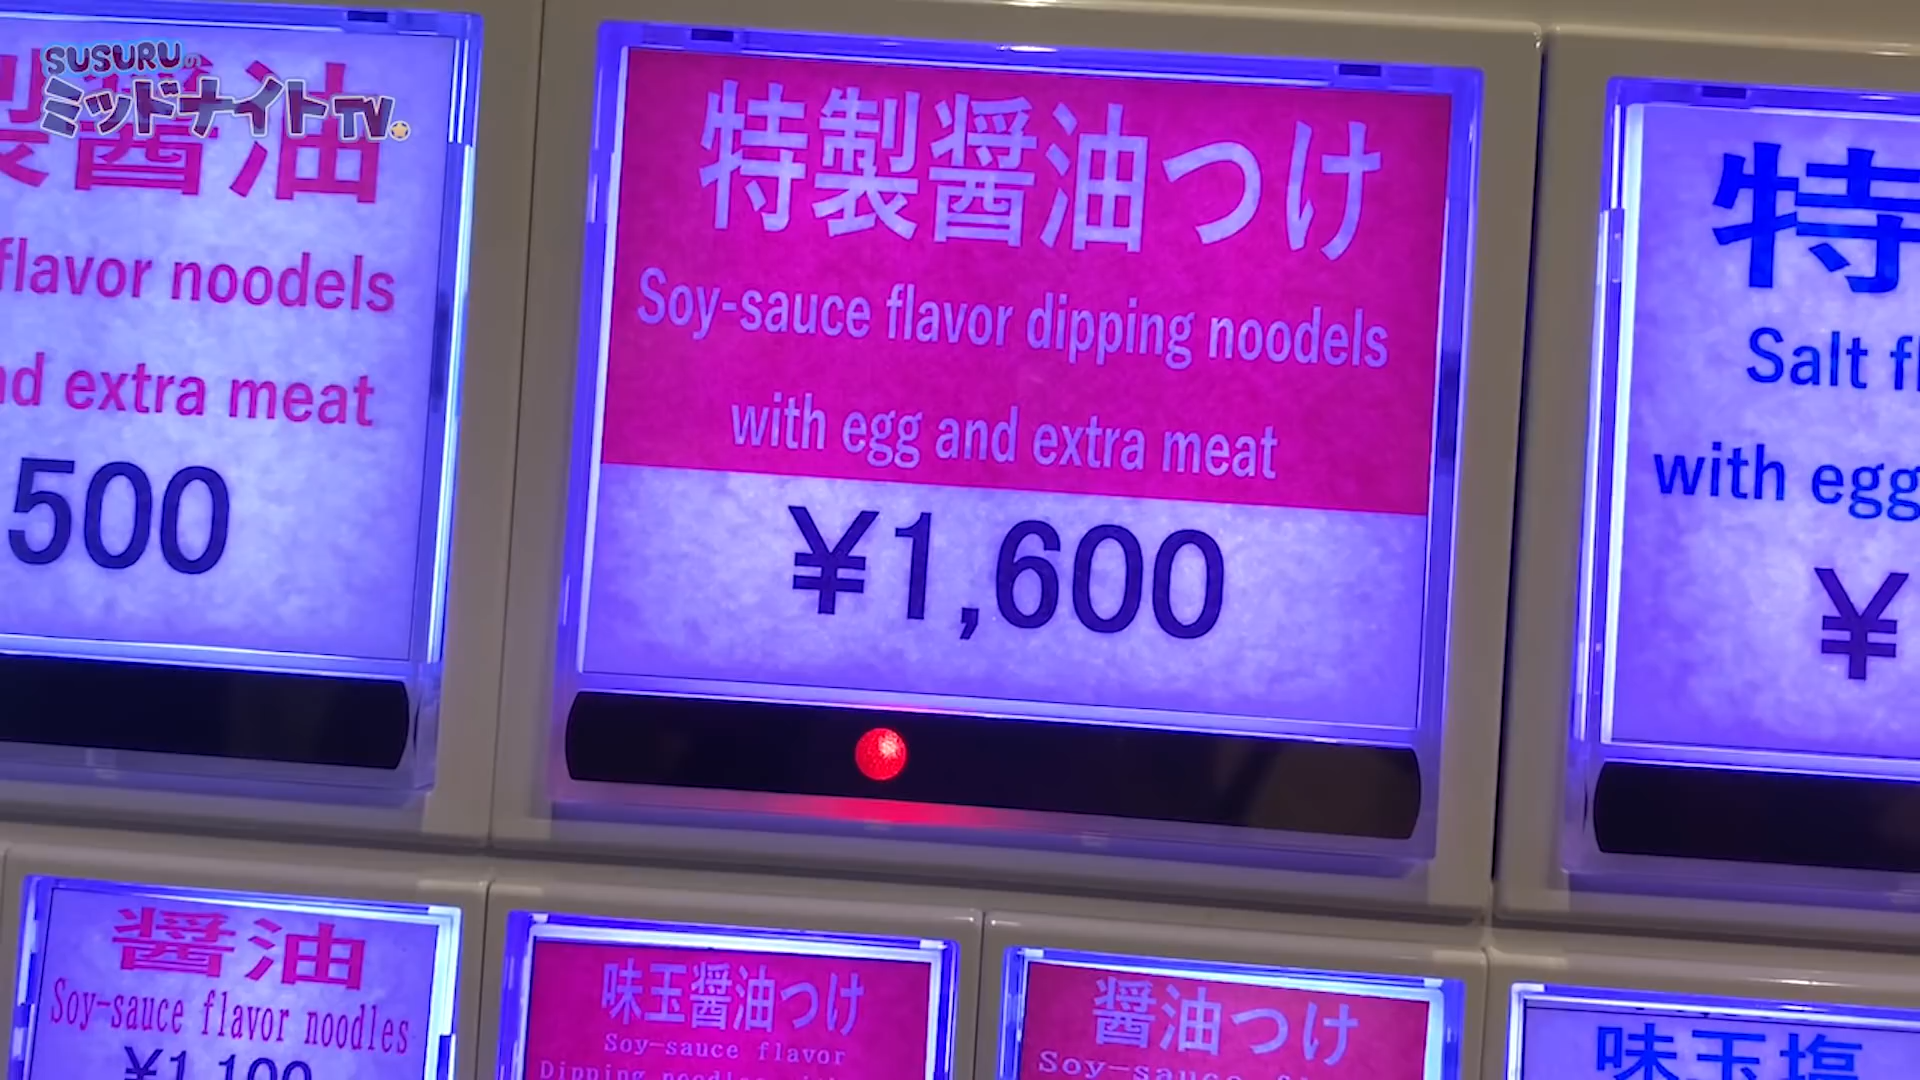 SUSURUの
ミッドナイトTV
製醤油
flavor noodels
and extra meat
500
特製醤油つけ
Soy-sauce flavor dipping noodels
with egg and extra meat
¥1,600
特
Salt
with egg
¥
醤油
Soy-sauce flavor noodles
¥1,100
味玉醤油つけ
Soy-sauce flavor
Dipping noodles
醤油つけ
Soy-sauce
味玉塩